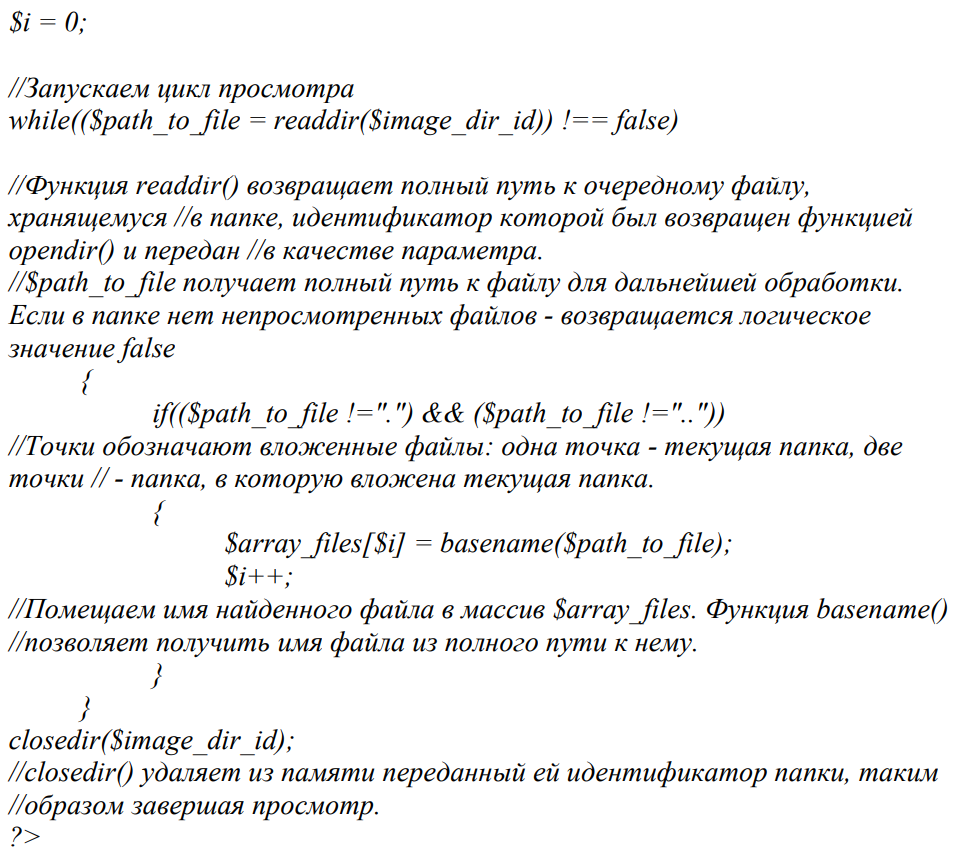 $i = 0;
//Запускаем цикл просмотра
while(($path_to_file = readdir($image_dir_id)) !== false)
//Функция readdir() возвращает полный путь к очередному файлу,
хранящемуся //в папке, идентификатор которой был возвращен функцией
opendir() и передан //в качестве параметра.
//$path_to_file получает полный путь к файлу для дальнейшей обработки.
Если в папке нет непросмотренных файлов - возвращается логическое
значение false
{
if(($path_to_file !=".") && ($path_to_file !=".."))
//Точки обозначают вложенные файлы: одна точка - текущая папка, две
точки // - папка, в которую вложена текущая папка.
{
$array_files[$i] = basename($path_to_file);
$i++;
//Помещаем имя найденного файла в массив $array_files. Функция basename()
//позволяет получить имя файла из полного пути к нему.
}
}
closedir($image_dir_id);
//closedir() удаляет из памяти переданный ей идентификатор папки, таким
//образом завершая просмотр.
?>